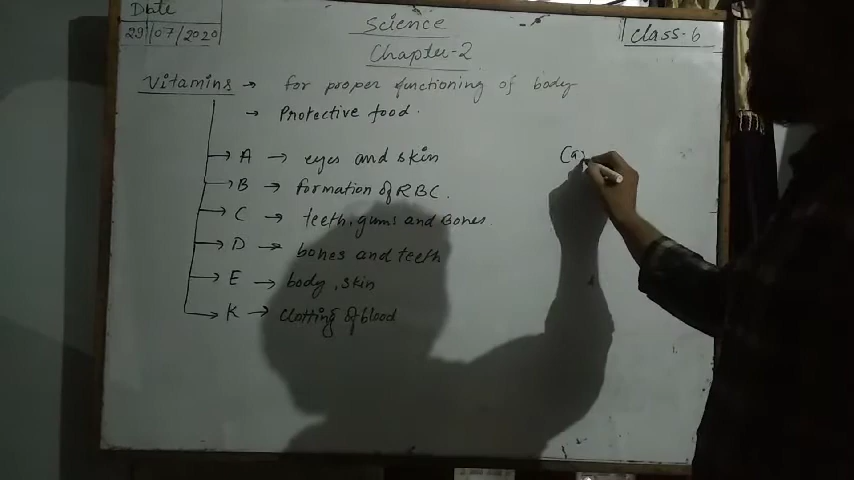 Date
29/07/2020
Science
Chapter-2
Class-6
Vitamins → for proper functioning of body
→ Protective food.
→ A → eyes and skin
→ B → formation of RBC.
→ C → teeth, gums and Bones.
→ D → bones and teeth
→ E → body, skin
→ K → Clotting of blood
(a)